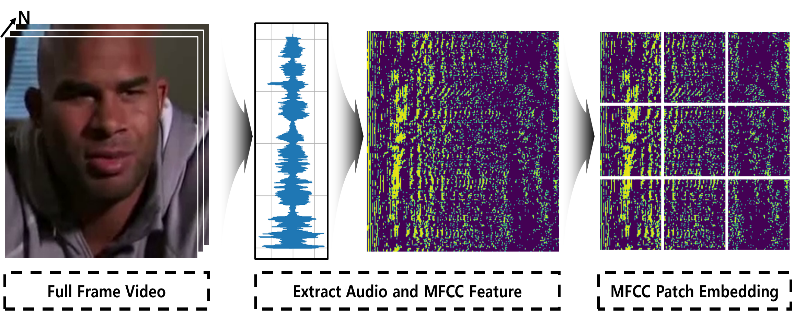 N
Full Frame Video
Extract Audio and MFCC Feature
MFCC Patch Embedding